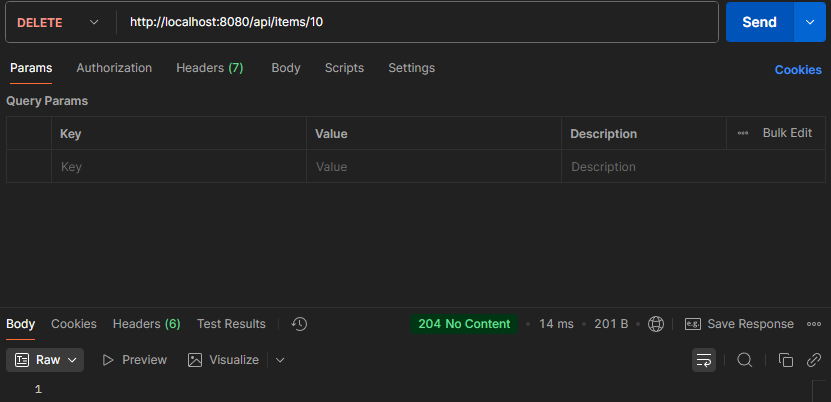 DELETE http://localhost:8080/api/items/10 Send
Params Authorization Headers (7) Body Scripts Settings Cookies
Query Params
Key Value Description ••• Bulk Edit
Key Value Description
Body Cookies Headers (6) Test Results 204 No Content • 14 ms • 201 B • e.g. Save Response •••
Raw Preview Visualize
1